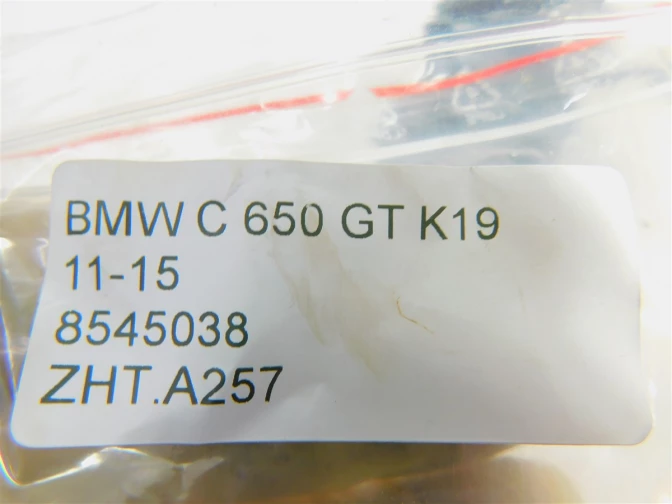 BMW C 650 GT K19
11-15
8545038
ZHT.A257